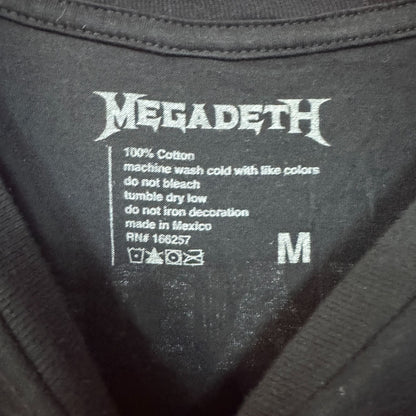 MEGADETH
100% Cotton
machine wash cold with like colors
do not bleach
tumble dry low
do not iron decoration
made in Mexico
RN# 166257
M